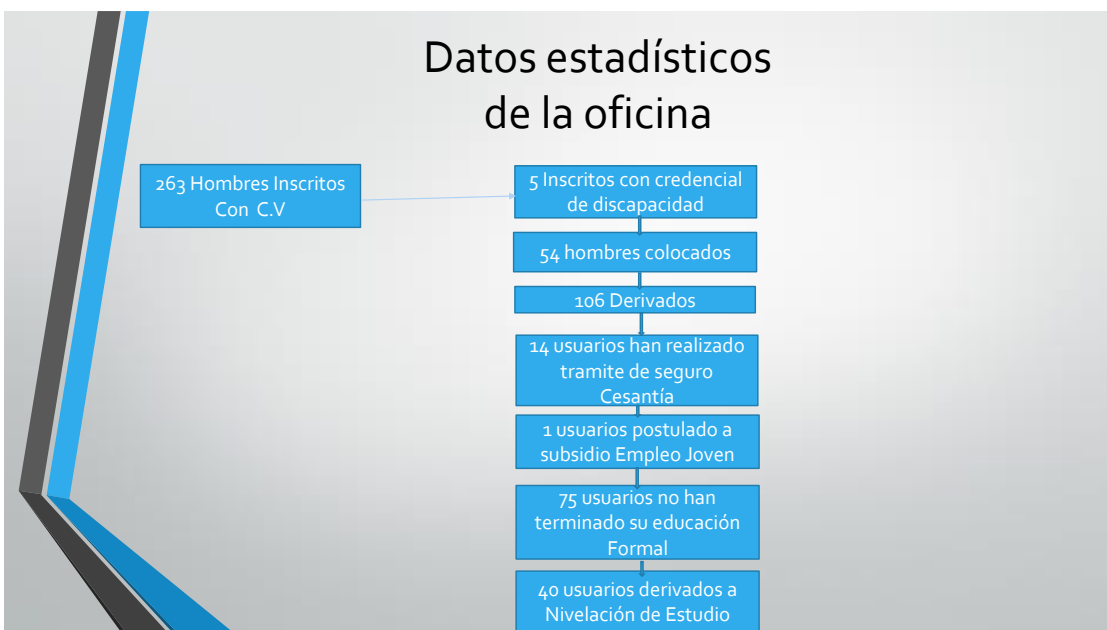 Datos estadísticos
de la oficina
263 Hombres Inscritos
Con C.V
5 Inscritos con credencial
de discapacidad
54 hombres colocados
106 Derivados
14 usuarios han realizado
tramite de seguro
Cesantía
1 usuarios postulado a
subsidio Empleo Joven
75 usuarios no han
terminado su educación
Formal
40 usuarios derivados a
Nivelación de Estudio